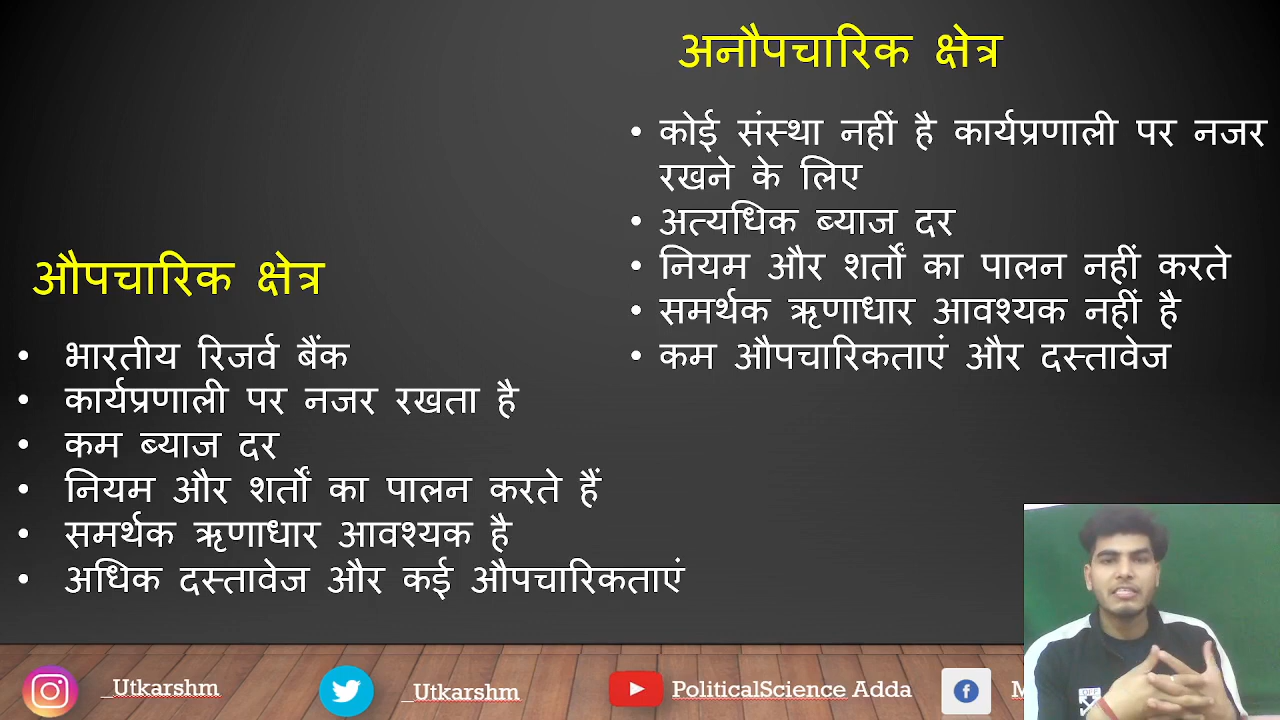 अनौपचारिक क्षेत्र
• कोई संस्था नहीं है कार्यप्रणाली पर नजर
रखने के लिए
• अत्यधिक ब्याज दर
• नियम और शर्तों का पालन नहीं करते
• समर्थक ऋणाधार आवश्यक नहीं है
• कम औपचारिकताएं और दस्तावेज
औपचारिक क्षेत्र
• भारतीय रिजर्व बैंक
• कार्यप्रणाली पर नजर रखता है
• कम ब्याज दर
• नियम और शर्तों का पालन करते हैं
• समर्थक ऋणाधार आवश्यक है
• अधिक दस्तावेज और कई औपचारिकताएं
_Utkarshm
_Utkarshm
PoliticalScience Adda